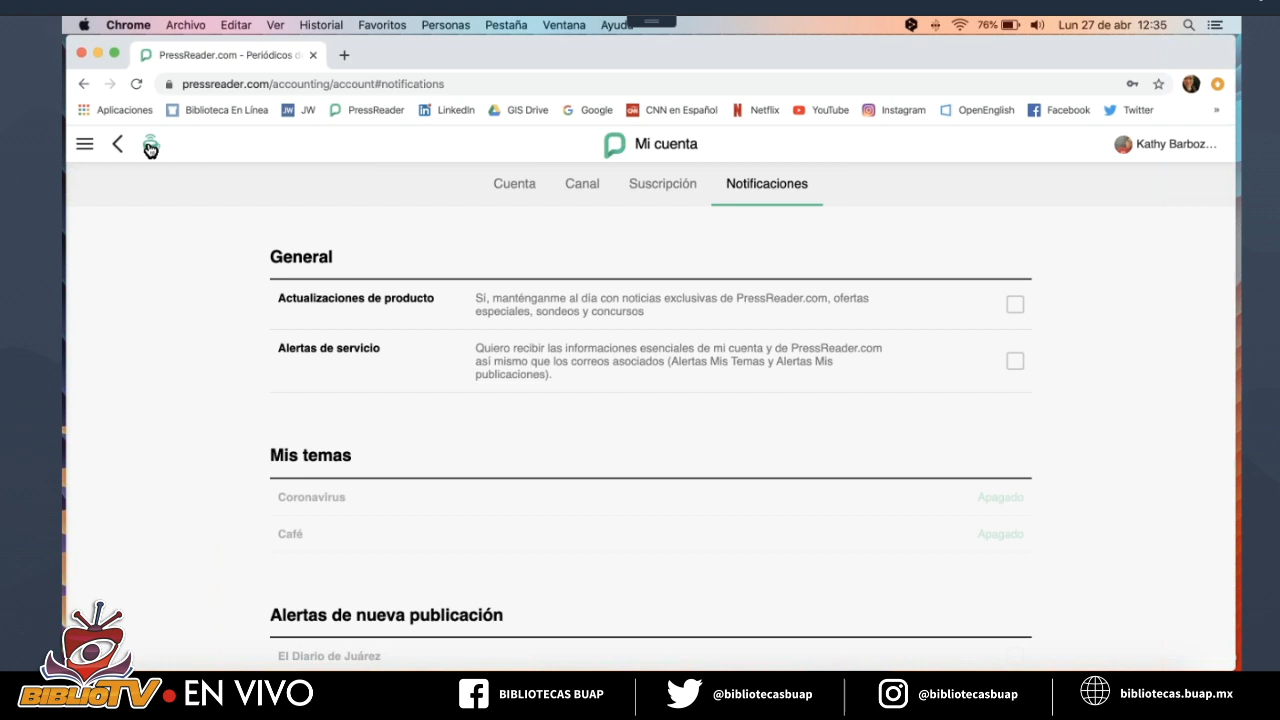 Chrome Archivo Editar Ver Historial Favoritos Personas Pestaña Ventana Ayuda 76% Lun 27 de abr 12:35
PressReader.com - Periódicos d
pressreader.com/accounting/account#notifications
Aplicaciones Biblioteca En Línea JW JW PressReader LinkedIn GIS Drive Google CNN en Español Netflix YouTube Instagram OpenEnglish Facebook Twitter »
Mi cuenta Kathy Barboz...
Cuenta Canal Suscripción Notificaciones
General
Actualizaciones de producto Sí, manténganme al día con noticias exclusivas de PressReader.com, ofertas
especiales, sondeos y concursos
Alertas de servicio Quiero recibir las informaciones esenciales de mi cuenta y de PressReader.com
así mismo que los correos asociados (Alertas Mis Temas y Alertas Mis
publicaciones).
Mis temas
Coronavirus Apagado
Café Apagado
Alertas de nueva publicación
El Diario de Juárez
BIBLIOTV EN VIVO BIBLIOTECAS BUAP @bibliotecasbuap @bibliotecasbuap bibliotecas.buap.mx